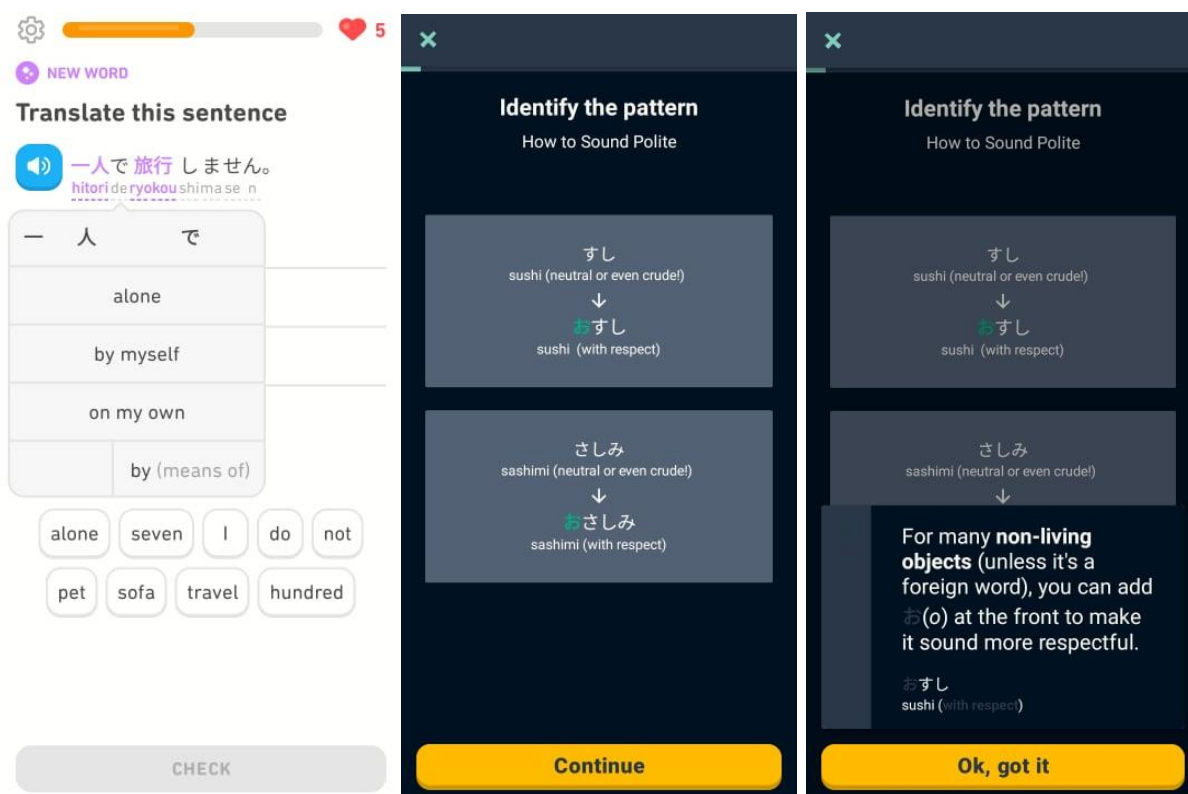 5
NEW WORD
Translate this sentence
一人で 旅行 し ません。
hitori de ryokou shima se n
一 人 で
alone
by myself
on my own
by (means of)
alone seven I do not
pet sofa travel hundred
CHECK
×
Identify the pattern
How to Sound Polite
すし
sushi (neutral or even crude!)
↓
おすし
sushi (with respect)
さしみ
sashimi (neutral or even crude!)
↓
おさしみ
sashimi (with respect)
Continue
×
Identify the pattern
How to Sound Polite
すし
sushi (neutral or even crude!)
↓
おすし
sushi (with respect)
さしみ
sashimi (neutral or even crude!)
↓
For many non-living
objects (unless it's a
foreign word), you can add
お(o) at the front to make
it sound more respectful.
おすし
sushi (with respect)
Ok, got it